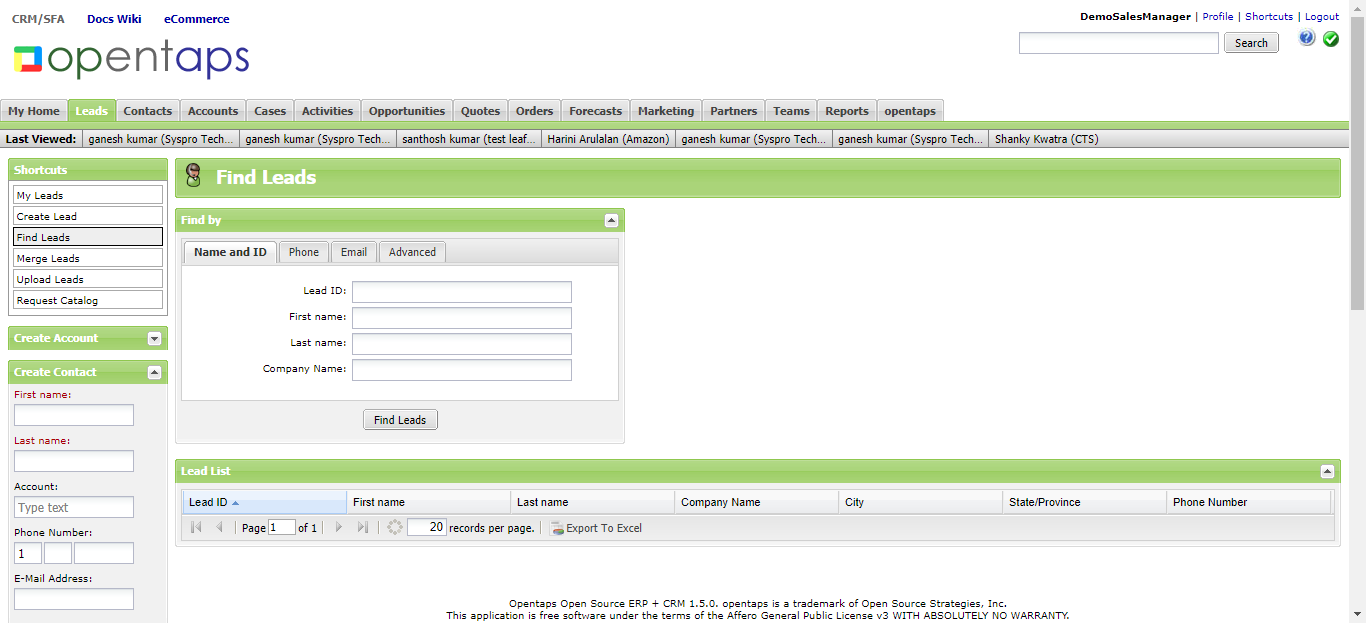 CRM/SFA Docs Wiki eCommerce
DemoSalesManager | Profile | Shortcuts | Logout
opentaps
Search
My Home Leads Contacts Accounts Cases Activities Opportunities Quotes Orders Forecasts Marketing Partners Teams Reports opentaps
Last Viewed: ganesh kumar (Syspro Tech... ganesh kumar (Syspro Tech... santhosh kumar (test leaf... Harini Arulalan (Amazon) ganesh kumar (Syspro Tech... ganesh kumar (Syspro Tech... Shanky Kwatra (CTS)
Shortcuts
My Leads
Create Lead
Find Leads
Merge Leads
Upload Leads
Request Catalog
Create Account
Create Contact
First name:
Last name:
Account:
Type text
Phone Number:
1
E-Mail Address:
Find Leads
Find by
Name and ID Phone Email Advanced
Lead ID:
First name:
Last name:
Company Name:
Find Leads
Lead List
Lead ID First name Last name Company Name City State/Province Phone Number
Page 1 of 1 20 records per page. Export To Excel
Opentaps Open Source ERP + CRM 1.5.0. opentaps is a trademark of Open Source Strategies, Inc.
This application is free software under the terms of the Affero General Public License v3 WITH ABSOLUTELY NO WARRANTY.